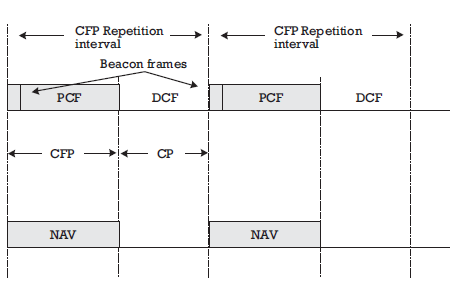 CFP Repetition
interval
CFP Repetition
interval
Beacon frames
PCF
DCF
PCF
DCF
CFP
CP
NAV
NAV